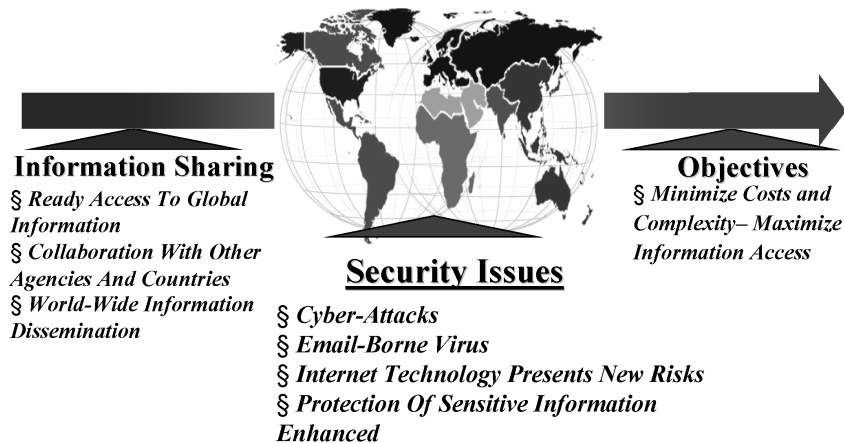 Information Sharing
§ Ready Access To Global
Information
§ Collaboration With Other
Agencies And Countries
§ World-Wide Information
Dissemination
Security Issues
§ Cyber-Attacks
§ Email-Borne Virus
§ Internet Technology Presents New Risks
§ Protection Of Sensitive Information
Enhanced
Objectives
§ Minimize Costs and
Complexity– Maximize
Information Access